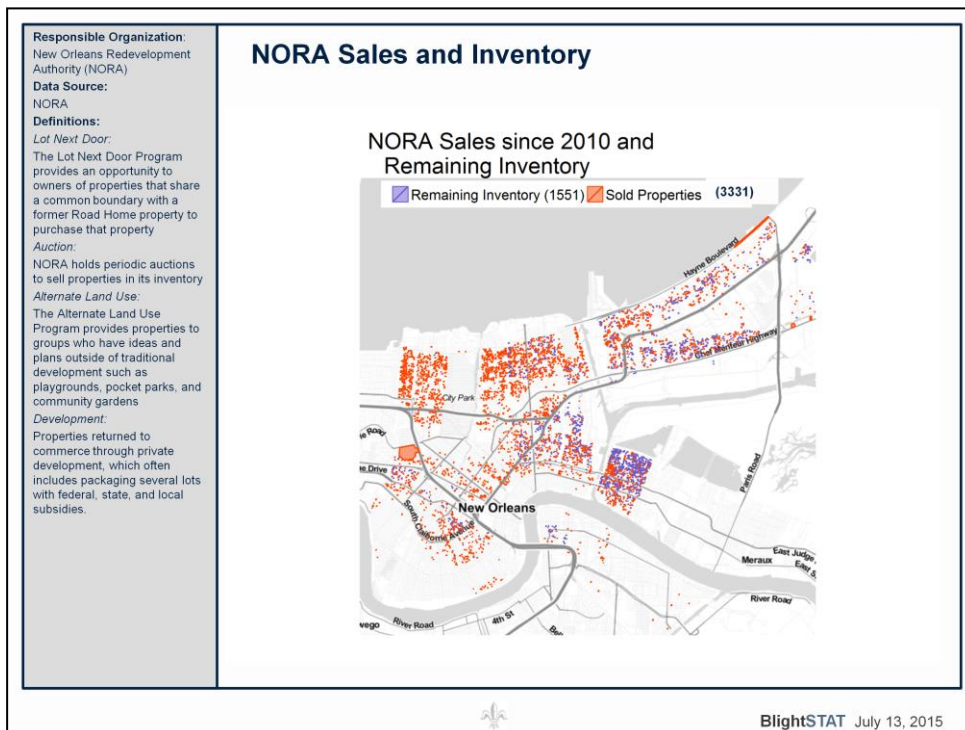 Responsible Organization:
New Orleans Redevelopment
Authority (NORA)
Data Source:
NORA
Definitions:
Lot Next Door:
The Lot Next Door Program
provides an opportunity to
owners of properties that share
a common boundary with a
former Road Home property to
purchase that property
Auction:
NORA holds periodic auctions
to sell properties in its inventory
Alternate Land Use:
The Alternate Land Use
Program provides properties to
groups who have ideas and
plans outside of traditional
development such as
playgrounds, pocket parks, and
community gardens
Development:
Properties returned to
commerce through private
development, which often
includes packaging several lots
with federal, state, and local
subsidies.
NORA Sales and Inventory
NORA Sales since 2010 and
Remaining Inventory
Remaining Inventory (1551) Sold Properties (3331)
Hayne Boulevard
Chef Menteur Highway
City Park
ne Road
ne Drive
Paris Road
New Orleans
South Claiborne Avenue
East Judge
Meraux
East S
River Road
4th St
River Road
vego
Be
BlightSTAT July 13, 2015